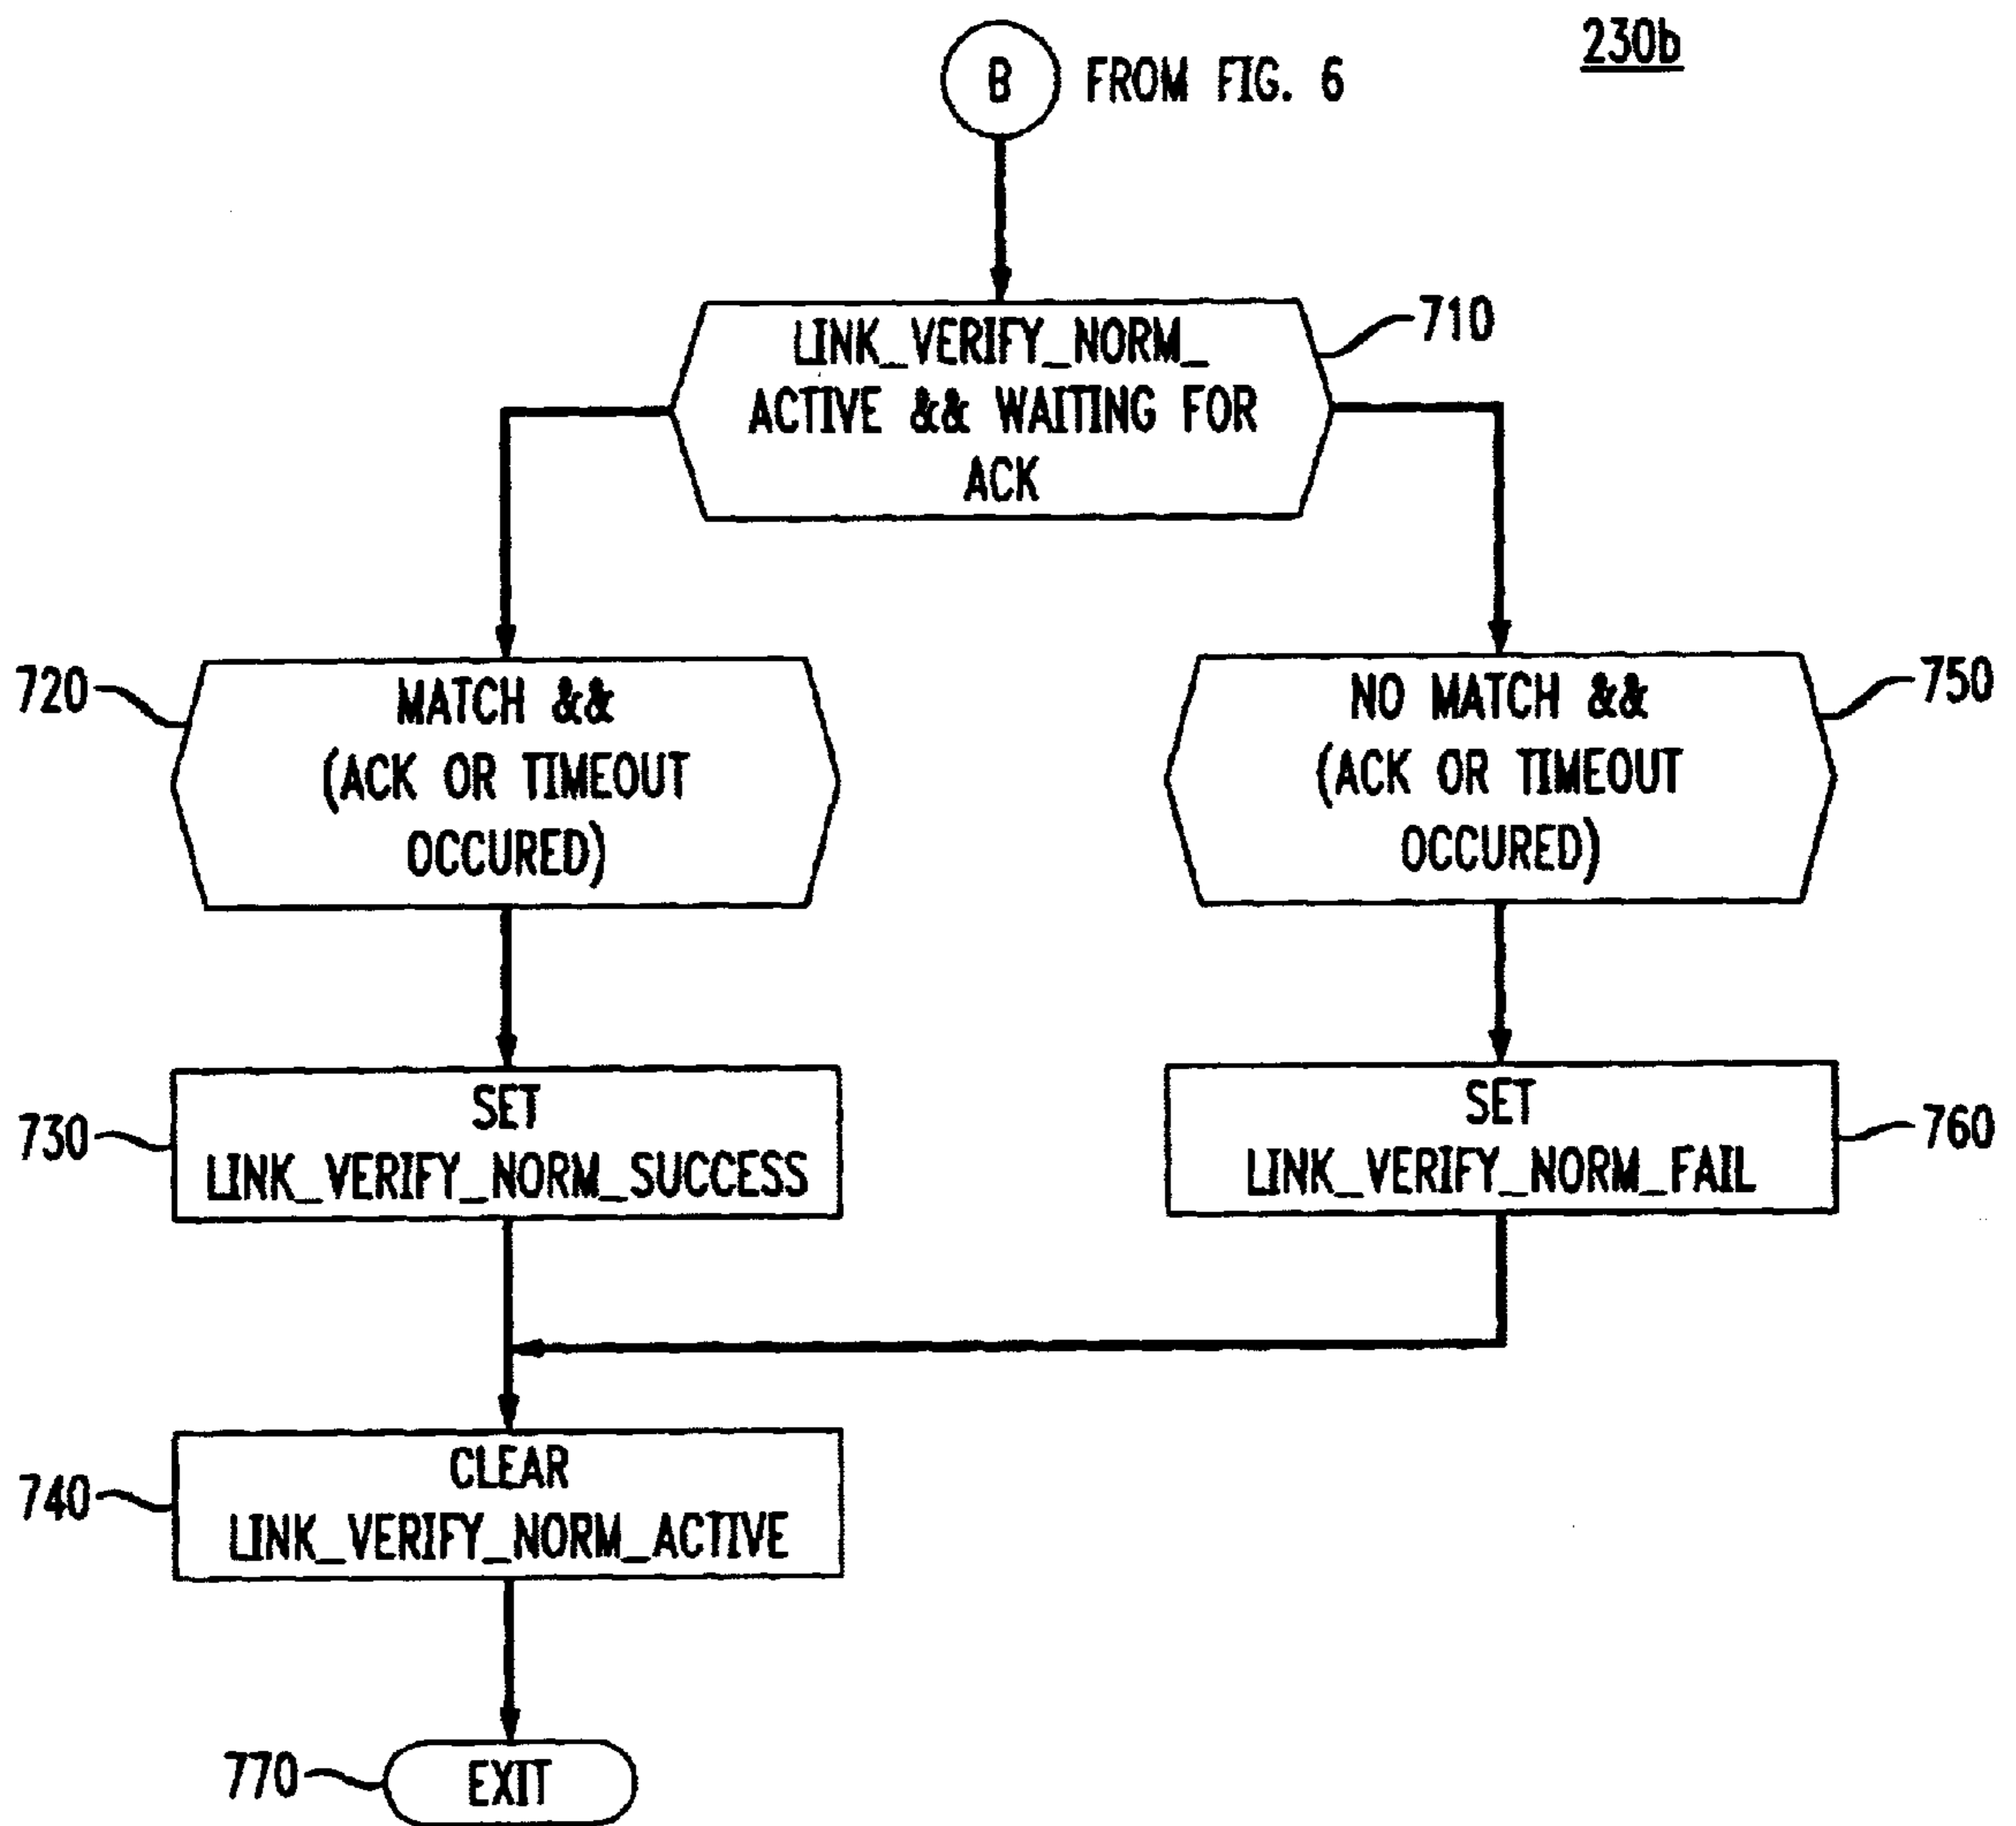 230b
B FROM FIG. 6
LINK_VERIFY_NORM_
ACTIVE && WAITING FOR
ACK
710
720
MATCH &&
(ACK OR TIMEOUT
OCCURED)
NO MATCH &&
(ACK OR TIMEOUT
OCCURED)
750
730
SET
LINK_VERIFY_NORM_SUCCESS
SET
LINK_VERIFY_NORM_FAIL
760
740
CLEAR
LINK_VERIFY_NORM_ACTIVE
770
EXIT